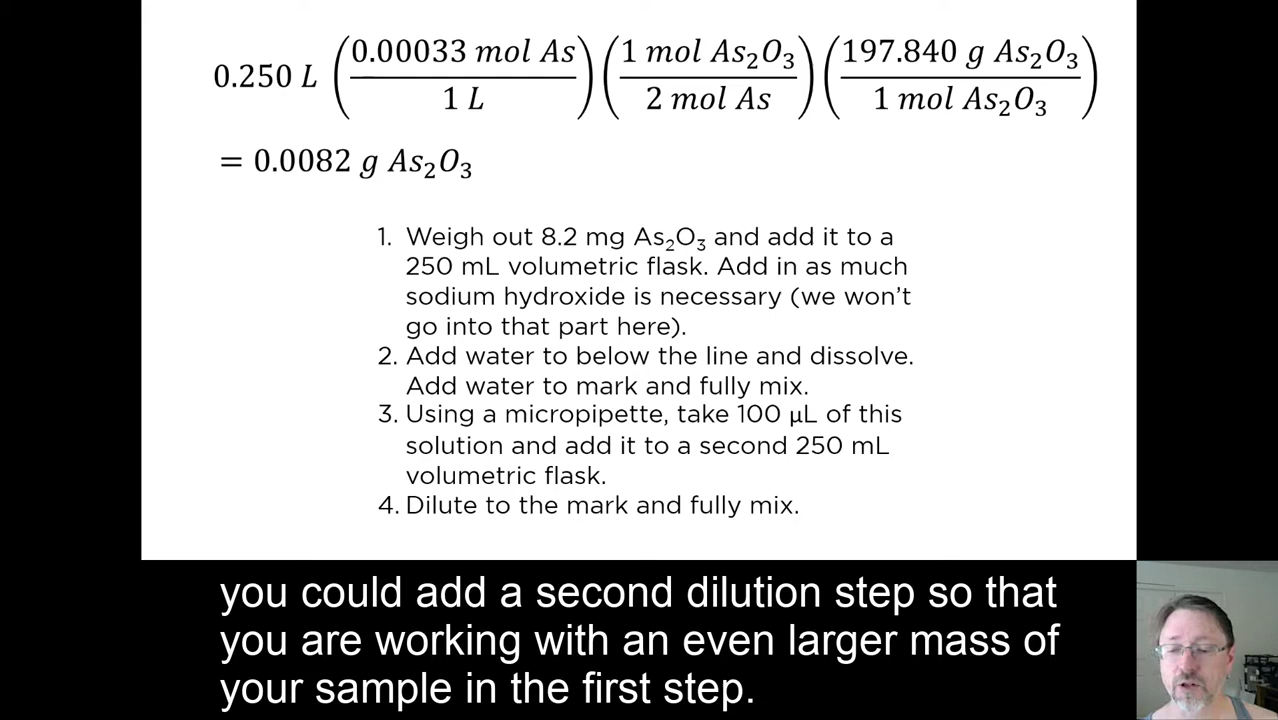 0.250 L (0.00033 mol As / 1 L) (1 mol As₂O₃ / 2 mol As) (197.840 g As₂O₃ / 1 mol As₂O₃)
= 0.0082 g As₂O₃
1. Weigh out 8.2 mg As₂O₃ and add it to a
250 mL volumetric flask. Add in as much
sodium hydroxide is necessary (we won't
go into that part here).
2. Add water to below the line and dissolve.
Add water to mark and fully mix.
3. Using a micropipette, take 100 μL of this
solution and add it to a second 250 mL
volumetric flask.
4. Dilute to the mark and fully mix.
you could add a second dilution step so that
you are working with an even larger mass of
your sample in the first step.